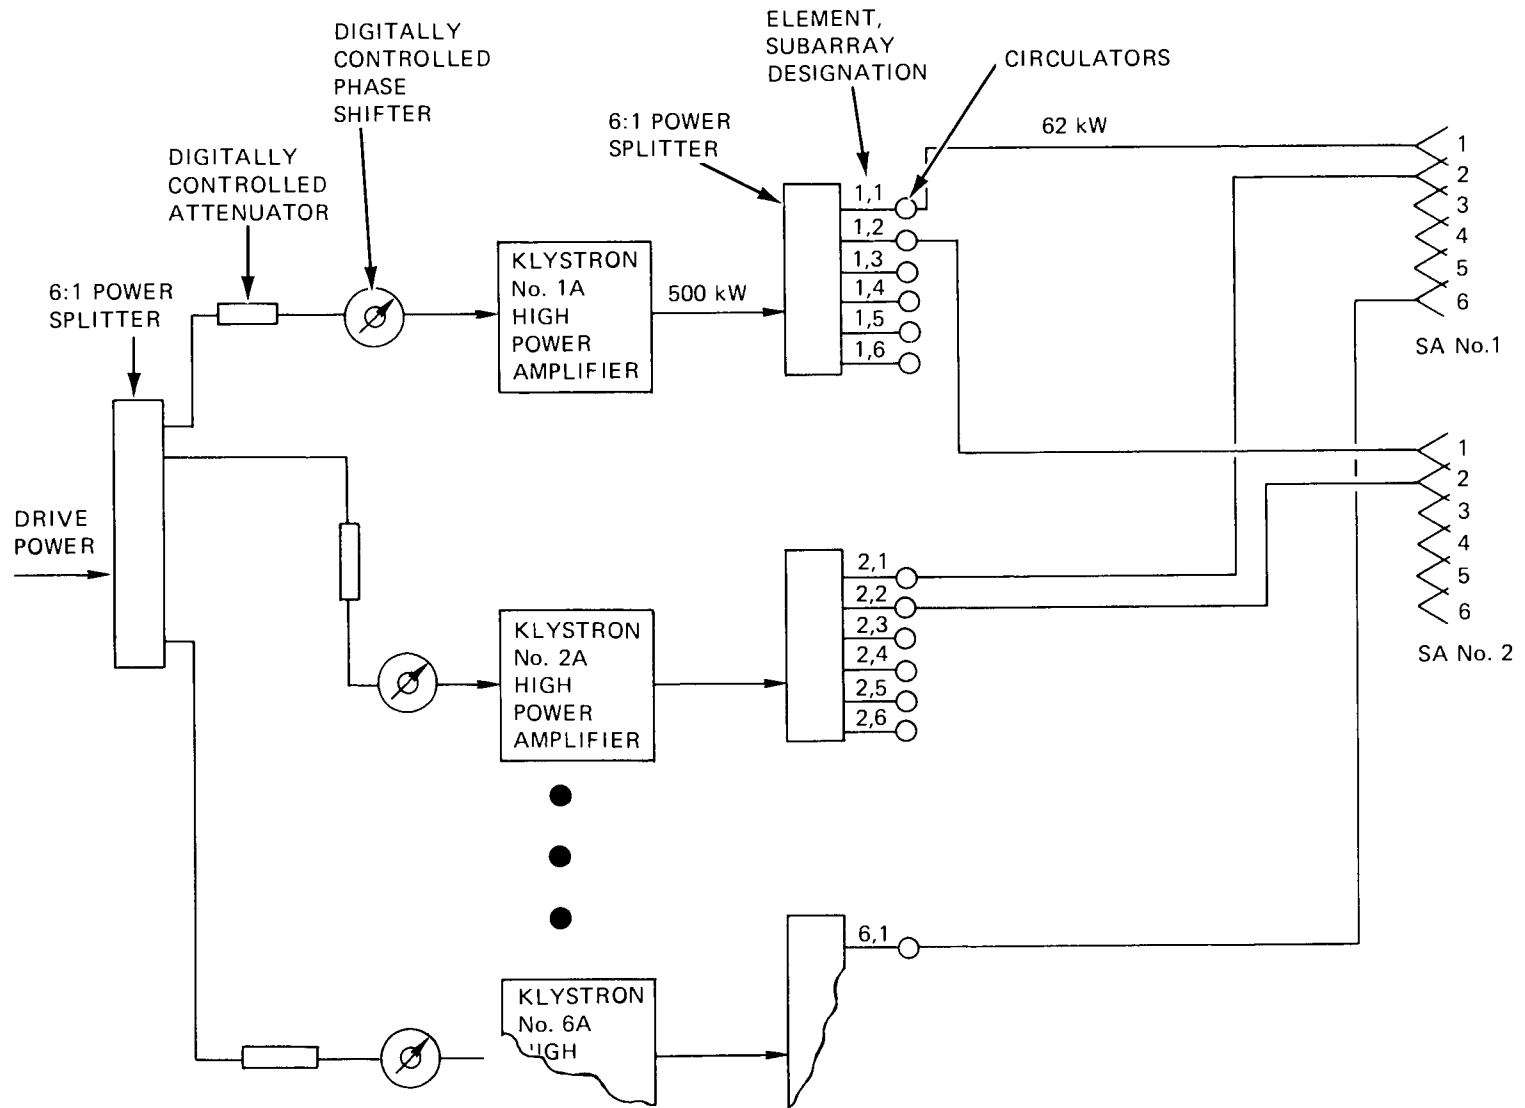 DIGITALLY
CONTROLLED
PHASE
SHIFTER
ELEMENT,
SUBARRAY
DESIGNATION
CIRCULATORS
6:1 POWER
SPLITTER
62 kW
DIGITALLY
CONTROLLED
ATTENUATOR
6:1 POWER
SPLITTER
KLYSTRON
No. 1A
HIGH
POWER
AMPLIFIER
500 kW
1,1
1,2
1,3
1,4
1,5
1,6
1
2
3
4
5
6
SA No.1
DRIVE
POWER
KLYSTRON
No. 2A
HIGH
POWER
AMPLIFIER
2,1
2,2
2,3
2,4
2,5
2,6
1
2
3
4
5
6
SA No. 2
KLYSTRON
No. 6A
HIGH
6,1